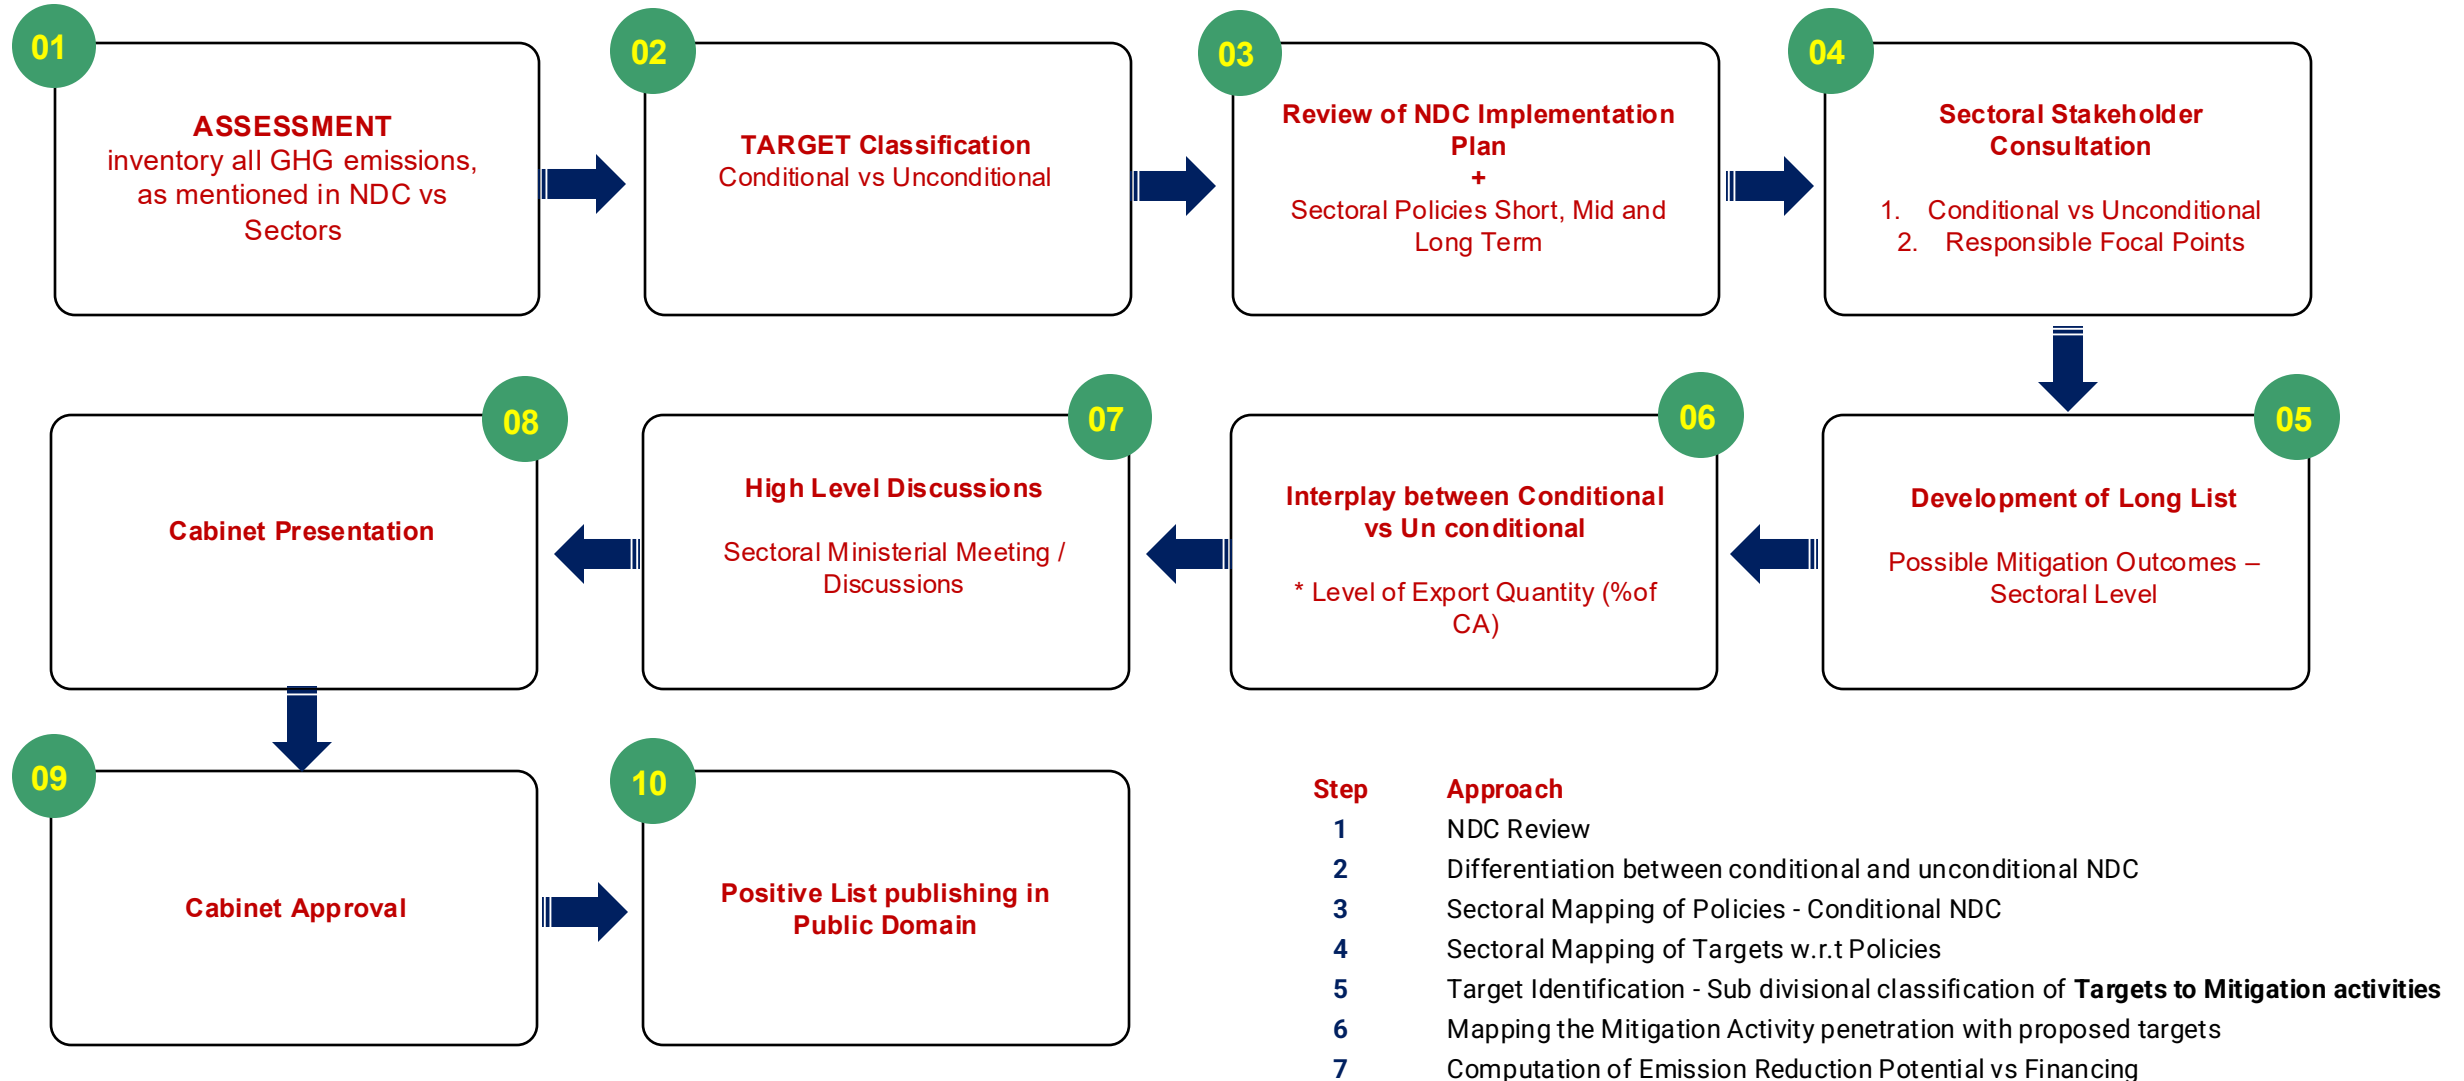 01
ASSESSMENT
inventory all GHG emissions,
as mentioned in NDC vs
Sectors
02
TARGET Classification
Conditional vs Unconditional
03
Review of NDC Implementation
Plan
+
Sectoral Policies Short, Mid and
Long Term
04
Sectoral Stakeholder
Consultation
1. Conditional vs Unconditional
2. Responsible Focal Points
08
Cabinet Presentation
07
High Level Discussions
Sectoral Ministerial Meeting /
Discussions
06
Interplay between Conditional
vs Un conditional
* Level of Export Quantity (%of
CA)
05
Development of Long List
Possible Mitigation Outcomes –
Sectoral Level
09
Cabinet Approval
10
Positive List publishing in
Public Domain
Step Approach
1 NDC Review
2 Differentiation between conditional and unconditional NDC
3 Sectoral Mapping of Policies - Conditional NDC
4 Sectoral Mapping of Targets w.r.t Policies
5 Target Identification - Sub divisional classification of Targets to Mitigation activities
6 Mapping the Mitigation Activity penetration with proposed targets
7 Computation of Emission Reduction Potential vs Financing